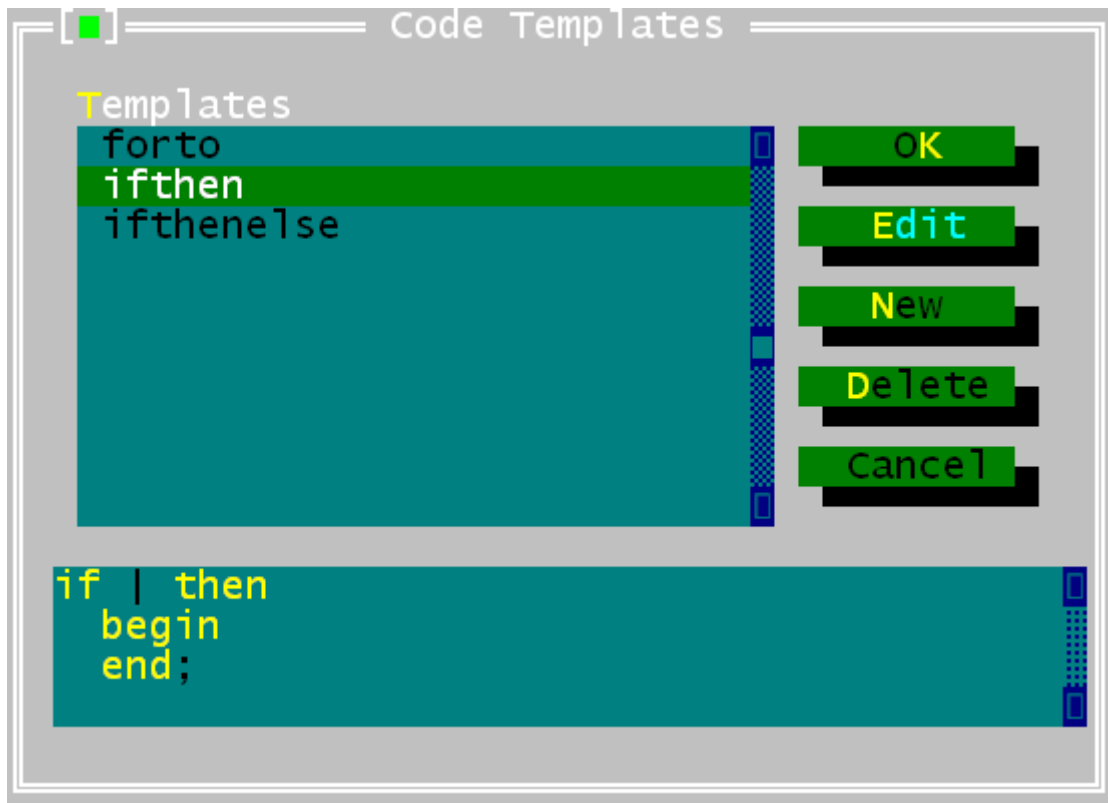 Code Templates
Templates
forto
ifthen
ifthenelse
OK
Edit
New
Delete
Cancel
if | then
begin
end;